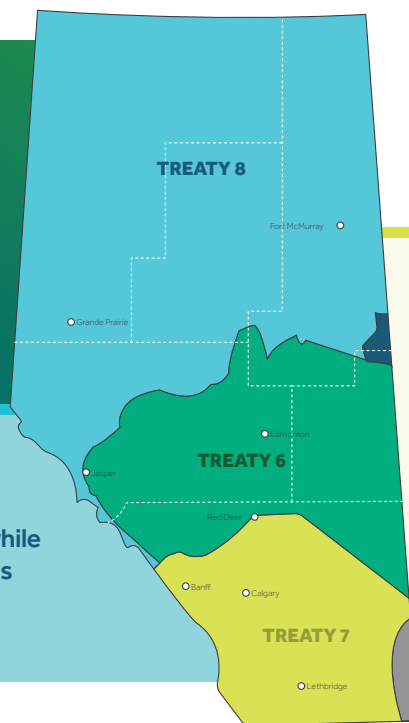 TREATY 8
Fort McMurray
Grande Prairie
Edmonton
TREATY 6
Jasper
Red Deer
hile
s
Banff
Calgary
TREATY 7
Lethbridge